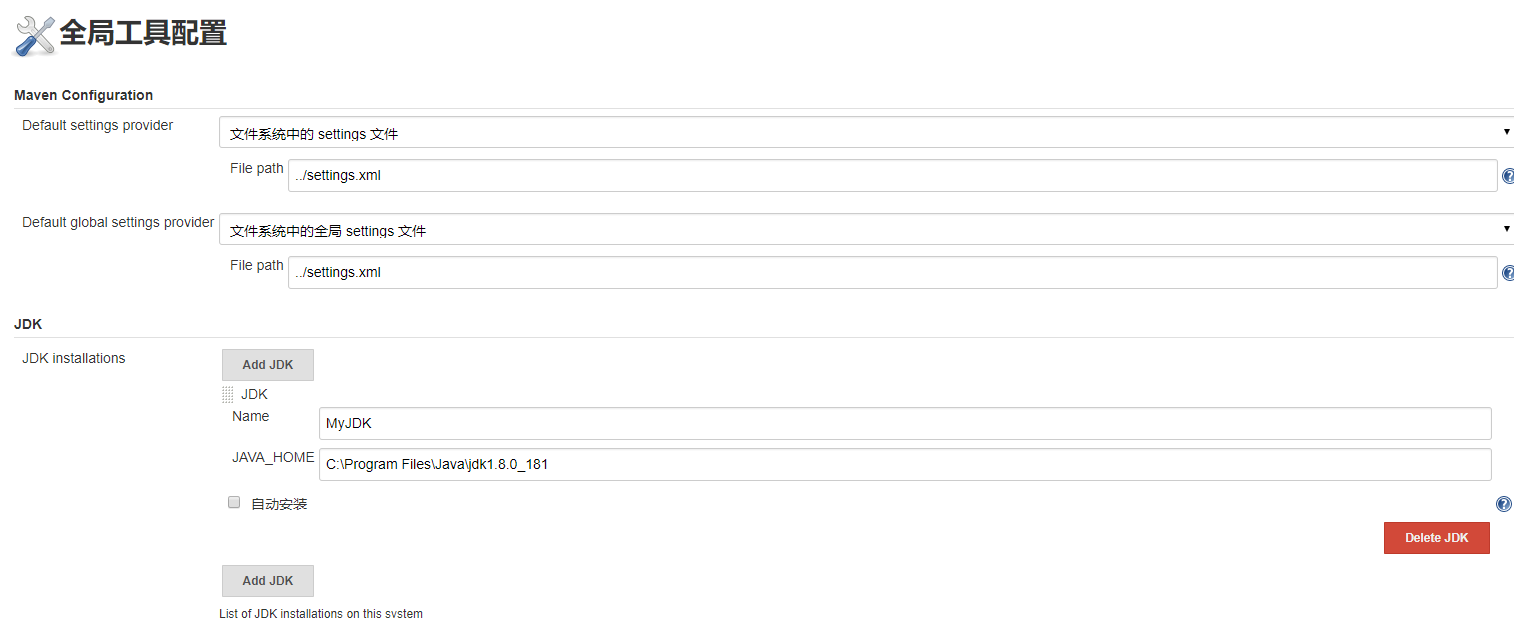 全局工具配置
Maven Configuration
Default settings provider
文件系统中的 settings 文件
File path ../settings.xml
Default global settings provider
文件系统中的全局 settings 文件
File path ../settings.xml
JDK
JDK installations
Add JDK
JDK
Name
MyJDK
JAVA_HOME
C:\Program Files\Java\jdk1.8.0_181
自动安装
Delete JDK
Add JDK
List of JDK installations on this system